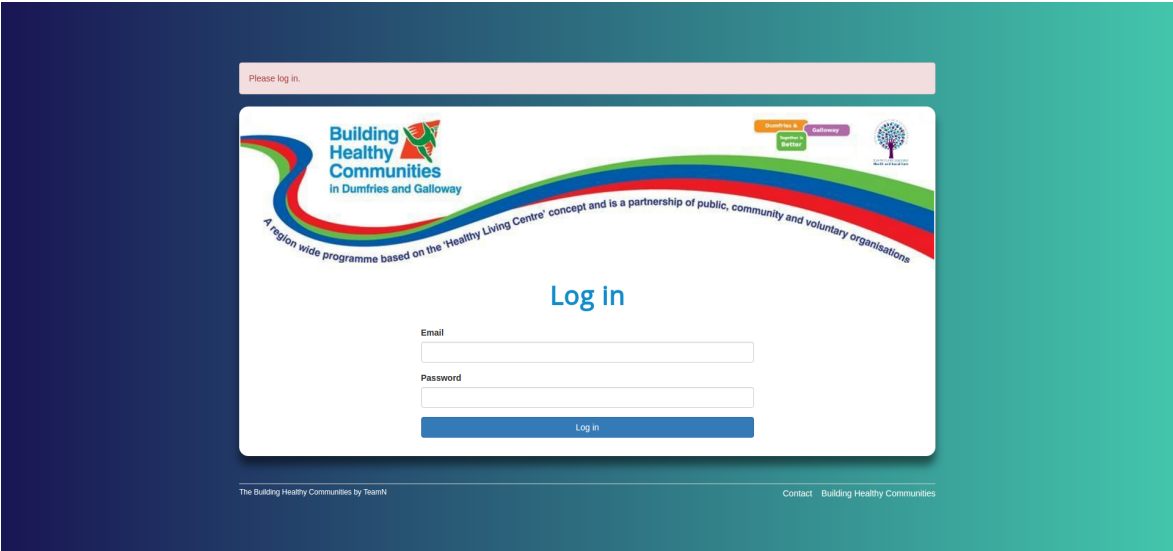 Please log in.
Building
Healthy
Communities
in Dumfries and Galloway
Dumfries &
Galloway
Together is
Better
A region wide programme based on the 'Healthy Living Centre' concept and is a partnership of public, community and voluntary organisations
Log in
Email
Password
Log in
The Building Healthy Communities by TeamN
Contact Building Healthy Communities